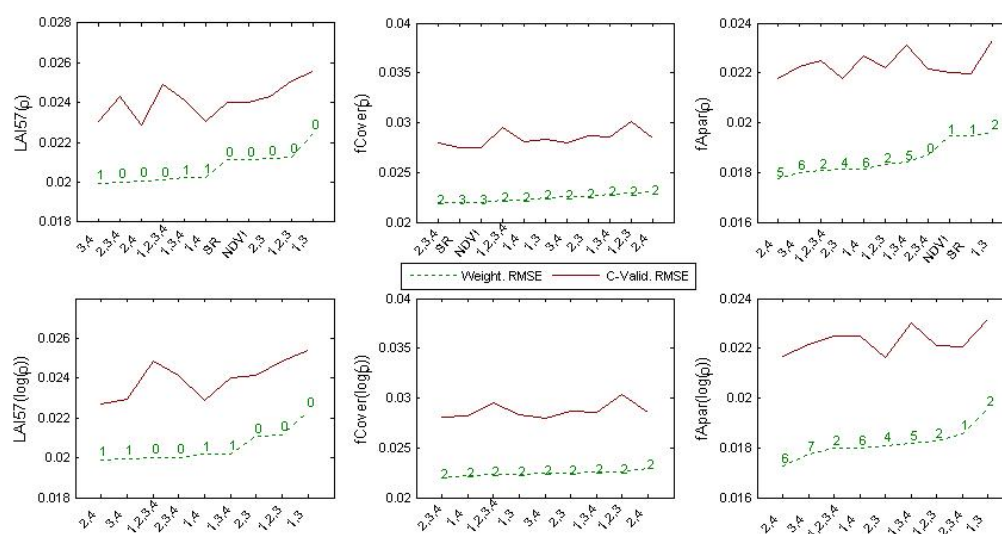 LAI57(ρ)
0.028
0.026
0.024
0.022
0.02
0.018
1 0 0 0 1 1 0 0 0 0 0
3,4 2,3,4 2,4 1,2,3,4 1,3,4 1,4 SR NDVI 2,3 1,2,3 1,3
fCover(ρ)
0.04
0.035
0.03
0.025
0.02
2 3 3 2 2 2 2 2 2 2 2
2,3,4 SR NDVI 1,2,3,4 1,4 1,3 3,4 2,3 1,3,4 1,2,3 2,4
fApar(ρ)
0.024
0.022
0.02
0.018
0.016
5 6 2 4 6 2 5 0 1 1 2
2,4 3,4 1,2,3,4 2,3 1,4 1,2,3 1,3,4 2,3,4 NDVI SR 1,3
Weight. RMSE C-Valid. RMSE
LAI57(log(ρ))
0.026
0.024
0.022
0.02
0.018
1 1 0 0 1 1 0 0 0
2,4 3,4 1,2,3,4 2,3,4 1,4 1,3,4 2,3 1,2,3 1,3
fCover(log(ρ))
0.04
0.035
0.03
0.025
0.02
2 2 2 2 2 2 2 2 2
2,3,4 1,4 1,2,3,4 1,3 3,4 2,3 1,3,4 1,2,3 2,4
fApar(log(ρ))
0.024
0.022
0.02
0.018
0.016
6 7 2 6 4 5 2 1 2
2,4 3,4 1,2,3,4 1,4 2,3 1,3,4 1,2,3 2,3,4 1,3